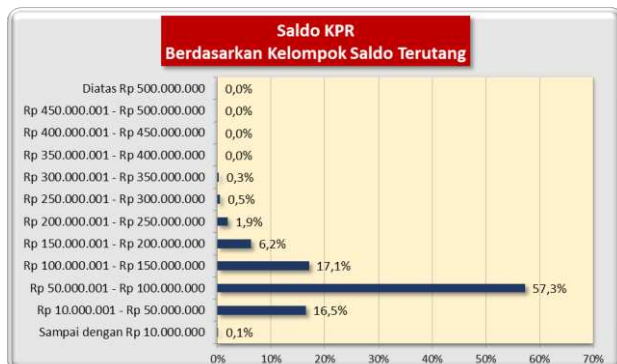 Saldo KPR
Berdasarkan Kelompok Saldo Terutang
Diatas Rp 500.000.000 0,0%
Rp 450.000.001 - Rp 500.000.000 0,0%
Rp 400.000.001 - Rp 450.000.000 0,0%
Rp 350.000.001 - Rp 400.000.000 0,0%
Rp 300.000.001 - Rp 350.000.000 0,3%
Rp 250.000.001 - Rp 300.000.000 0,5%
Rp 200.000.001 - Rp 250.000.000 1,9%
Rp 150.000.001 - Rp 200.000.000 6,2%
Rp 100.000.001 - Rp 150.000.000 17,1%
Rp 50.000.001 - Rp 100.000.000 57,3%
Rp 10.000.001 - Rp 50.000.000 16,5%
Sampai dengan Rp 10.000.000 0,1%
0% 10% 20% 30% 40% 50% 60% 70%